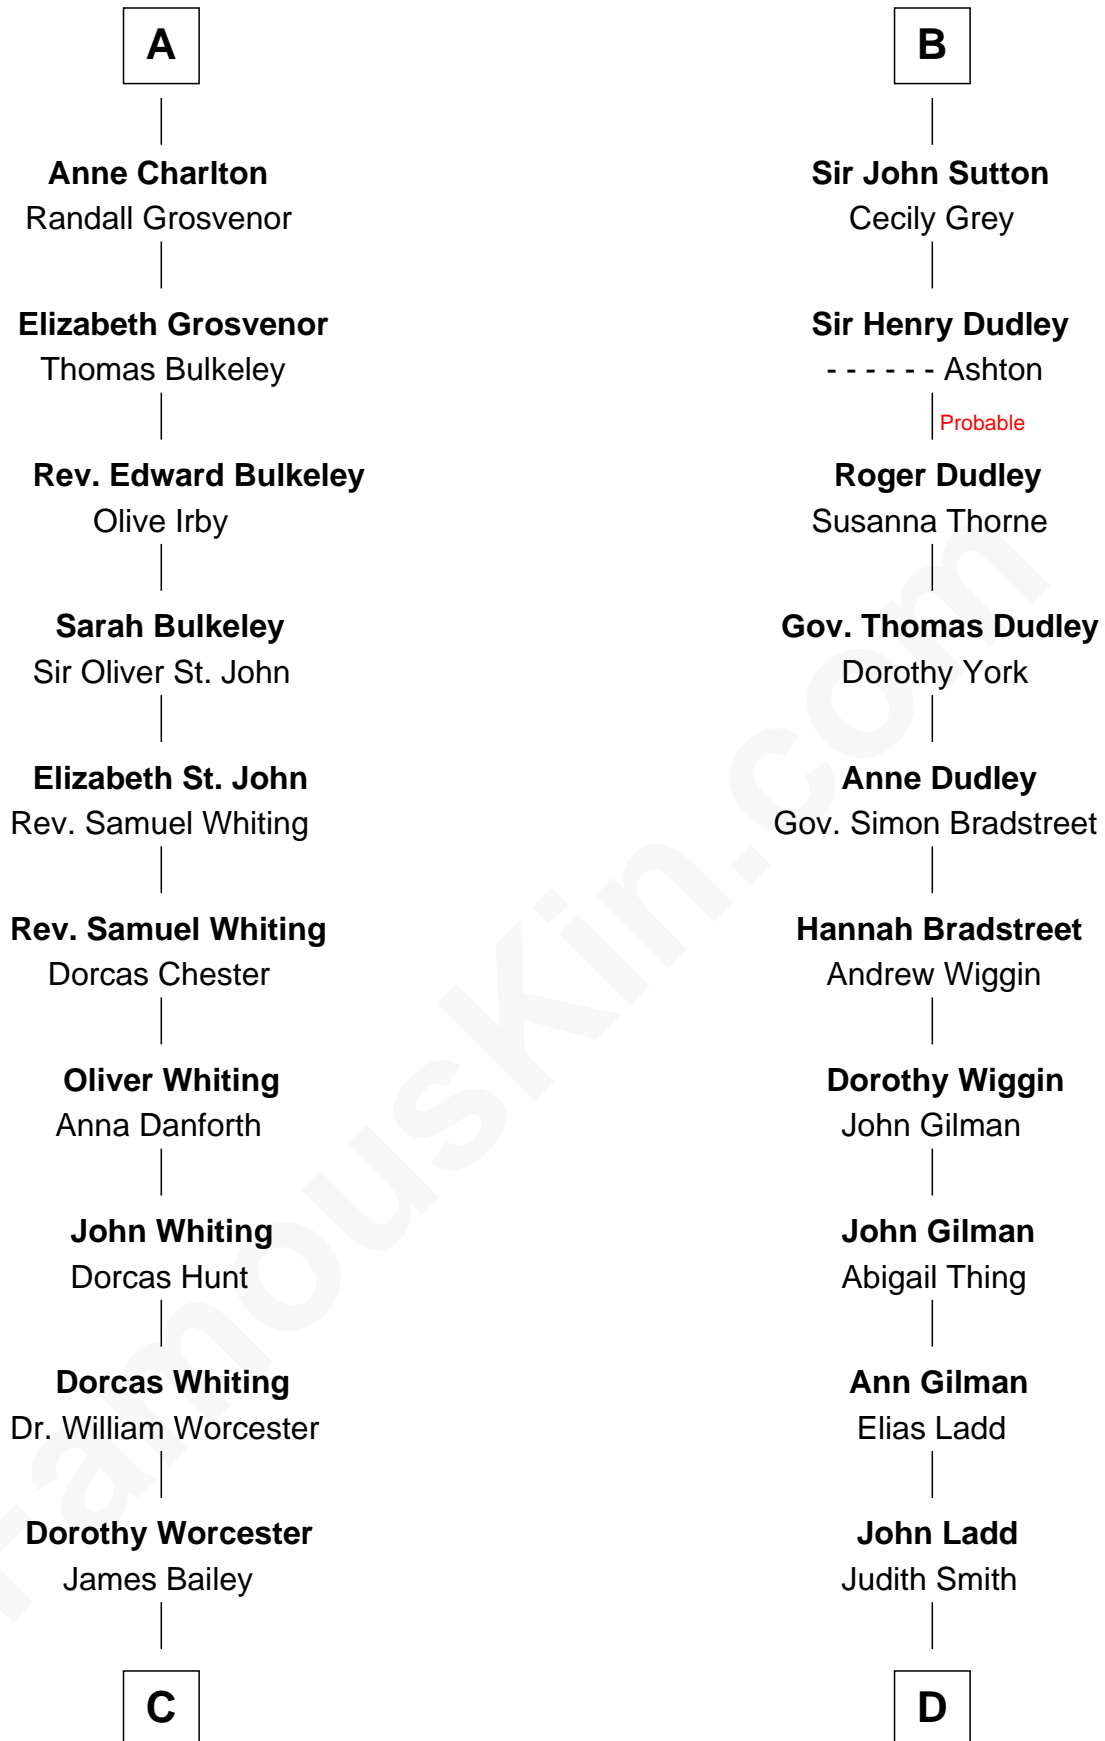 A
Anne Charlton
Randall Grosvenor
Elizabeth Grosvenor
Thomas Bulkeley
Rev. Edward Bulkeley
Olive Irby
Sarah Bulkeley
Sir Oliver St. John
Elizabeth St. John
Rev. Samuel Whiting
Rev. Samuel Whiting
Dorcas Chester
Oliver Whiting
Anna Danforth
John Whiting
Dorcas Hunt
Dorcas Whiting
Dr. William Worcester
Dorothy Worcester
James Bailey
C
B
Sir John Sutton
Cecily Grey
Sir Henry Dudley
- - - - - - Ashton
Probable
Roger Dudley
Susanna Thorne
Gov. Thomas Dudley
Dorothy York
Anne Dudley
Gov. Simon Bradstreet
Hannah Bradstreet
Andrew Wiggin
Dorothy Wiggin
John Gilman
John Gilman
Abigail Thing
Ann Gilman
Elias Ladd
John Ladd
Judith Smith
D
FamousKin.com